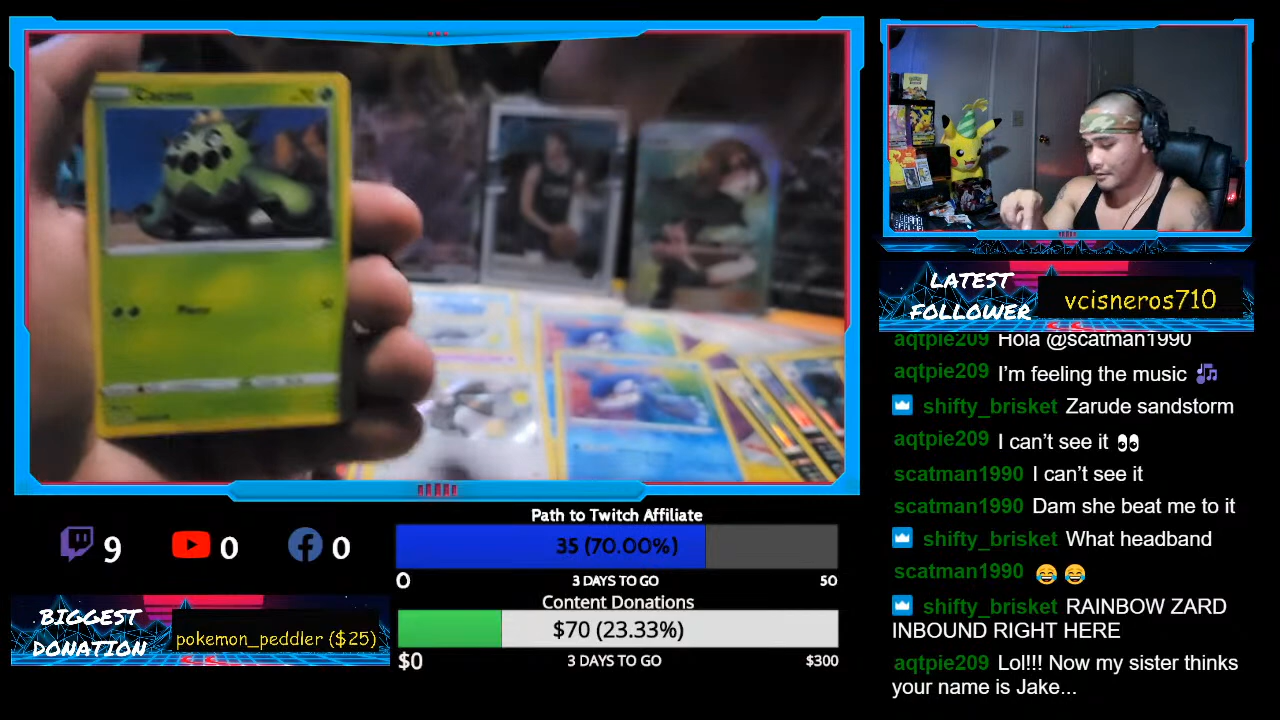 LATEST
FOLLOWER
vcisneros710
aqtpie209 Hola @scatman1990
aqtpie209 I'm feeling the music 🎶
shifty_brisket Zarude sandstorm
aqtpie209 I can't see it 👀
scatman1990 I can't see it
scatman1990 Dam she beat me to it
shifty_brisket What headband
scatman1990 😂 😂
shifty_brisket RAINBOW ZARD
INBOUND RIGHT HERE
aqtpie209 Lol!!! Now my sister thinks
your name is Jake...
9
0
0
BIGGEST
DONATION
pokemon_peddler ($25)
Path to Twitch Affiliate
35 (70.00%)
0
3 DAYS TO GO
50
Content Donations
$70 (23.33%)
$0
3 DAYS TO GO
$300